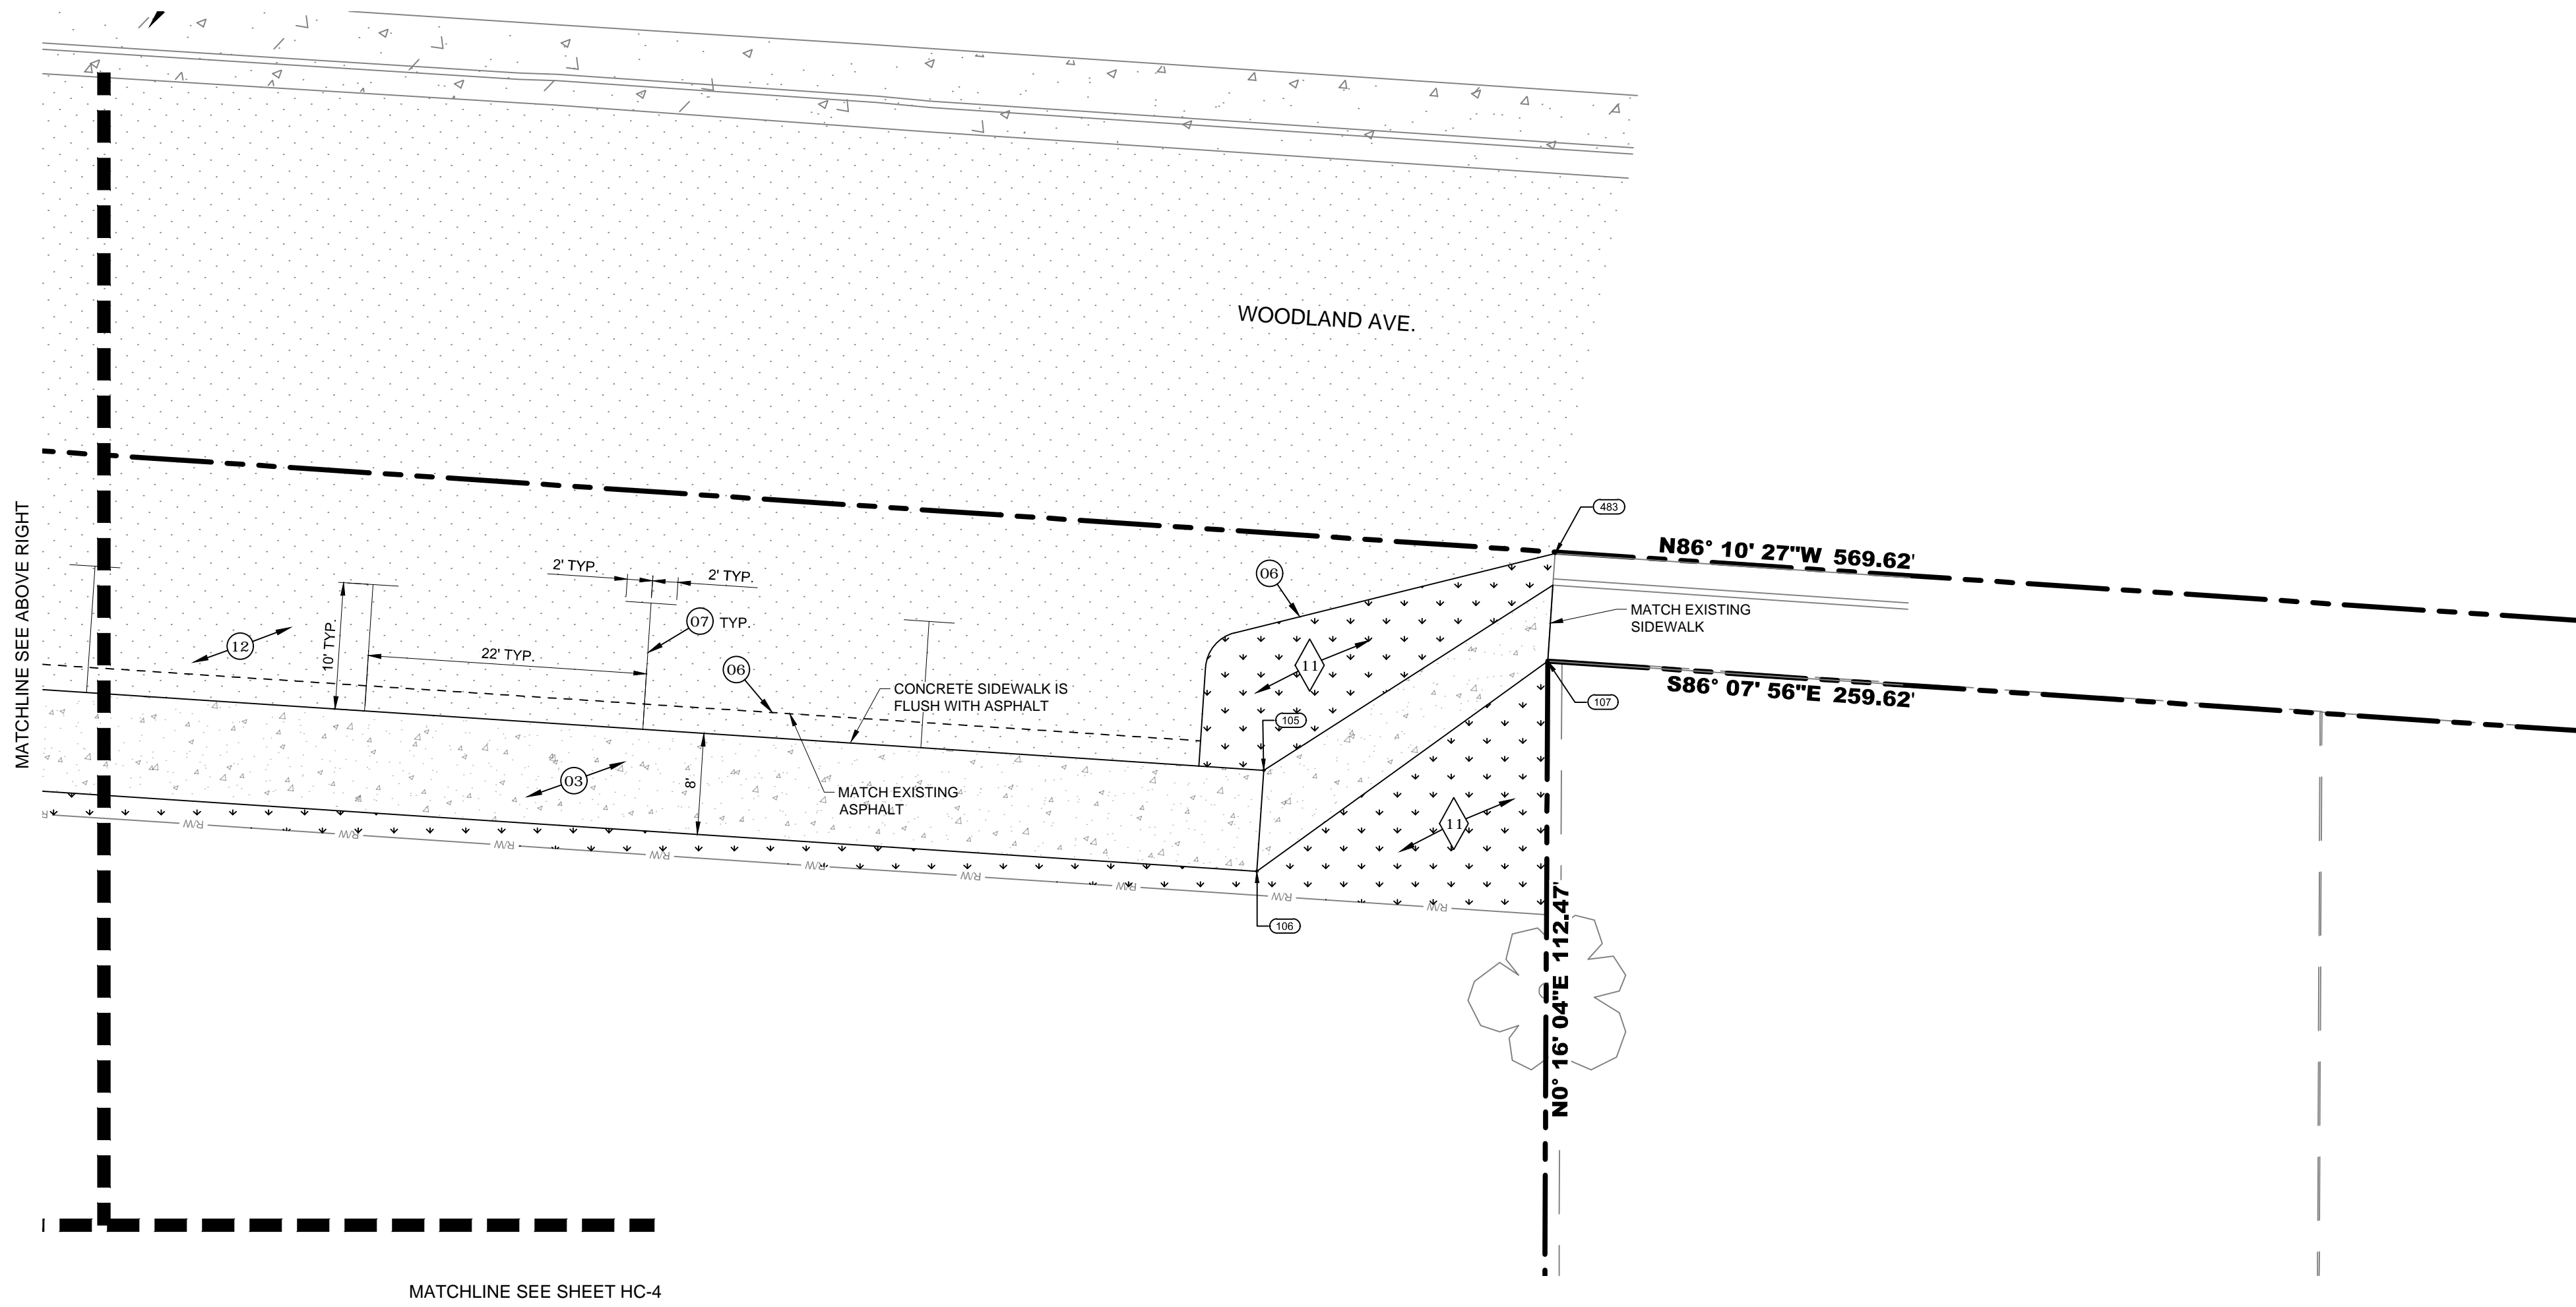 WOODLAND AVE.
MATCHLINE SEE ABOVE RIGHT
483
N86° 10' 27"W 569.62'
2' TYP.
2' TYP.
06
MATCH EXISTING
SIDEWALK
10' TYP.
12
22' TYP.
07 TYP.
06
11
CONCRETE SIDEWALK IS
FLUSH WITH ASPHALT
S86° 07' 56"E 259.62'
107
105
03
8'
MATCH EXISTING
ASPHALT
11
R/W
R/W
R/W
R/W
R/W
R/W
R/W
R/W
R/W
R/W
106
N0° 16' 04"E 112.47'
MATCHLINE SEE SHEET HC-4